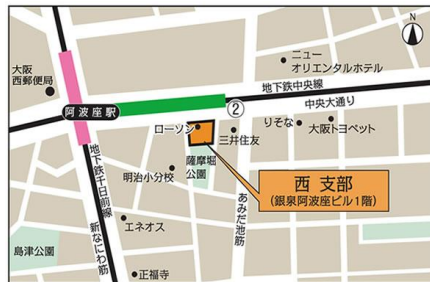 N
ニュー
オリエンタルホテル
大阪
西郵便局
地下鉄中央線
阿波座駅
②
中央大通り
ローソン
三井住友
りそな
大阪トヨペット
明治小分校
薩摩堀
公園
西 支部
(銀泉阿波座ビル1階)
地下鉄千日前線
新なにわ筋
あみだ池筋
エネオス
島津公園
正福寺